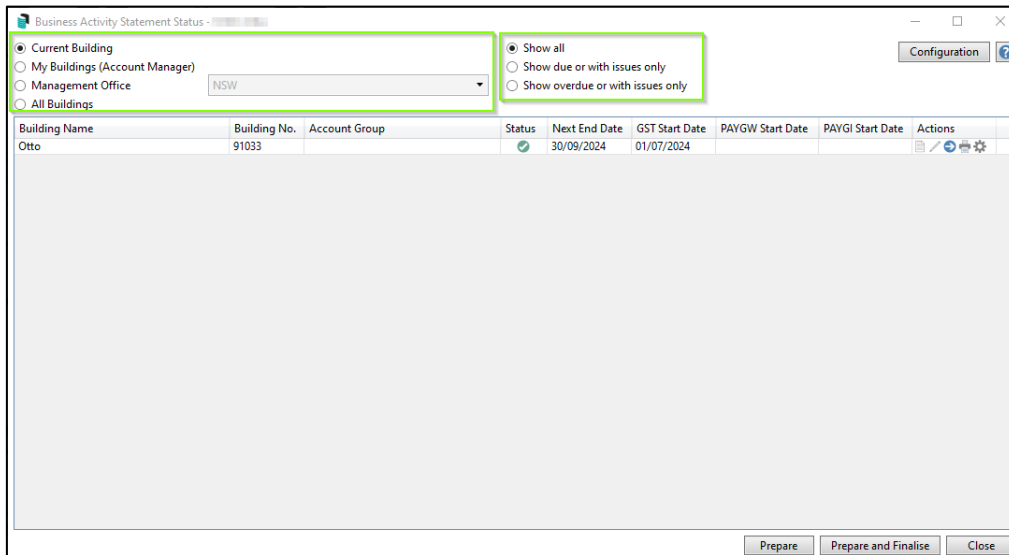 Business Activity Statement Status -
Current Building
My Buildings (Account Manager)
Management Office NSW
All Buildings
Show all
Show due or with issues only
Show overdue or with issues only
Configuration ?
Building Name Building No. Account Group Status Next End Date GST Start Date PAYGW Start Date PAYGI Start Date Actions
Otto 91033 30/09/2024 01/07/2024
Prepare Prepare and Finalise Close